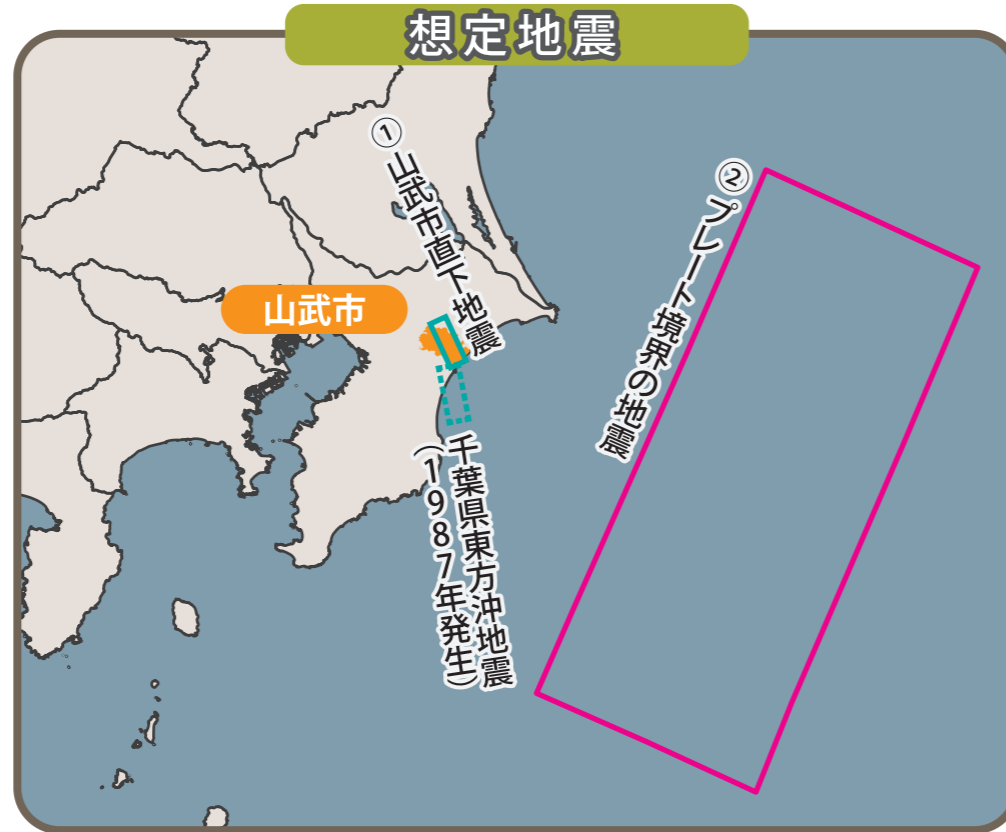 想定地震
①山武市直下地震
②プレート境界の地震
山武市
千葉県東方沖地震
(1987年発生)